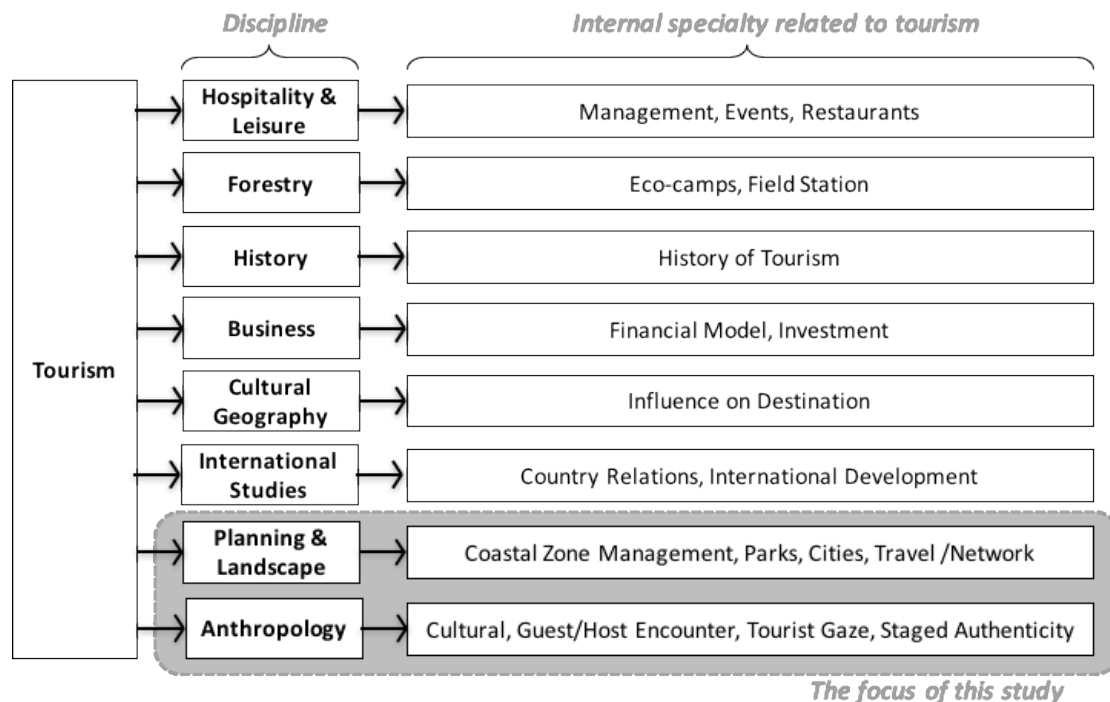 Discipline
Internal specialty related to tourism
Tourism
Hospitality &
Leisure
Management, Events, Restaurants
Forestry
Eco-camps, Field Station
History
History of Tourism
Business
Financial Model, Investment
Cultural
Geography
Influence on Destination
International
Studies
Country Relations, International Development
Planning &
Landscape
Coastal Zone Management, Parks, Cities, Travel /Network
Anthropology
Cultural, Guest/Host Encounter, Tourist Gaze, Staged Authenticity
The focus of this study